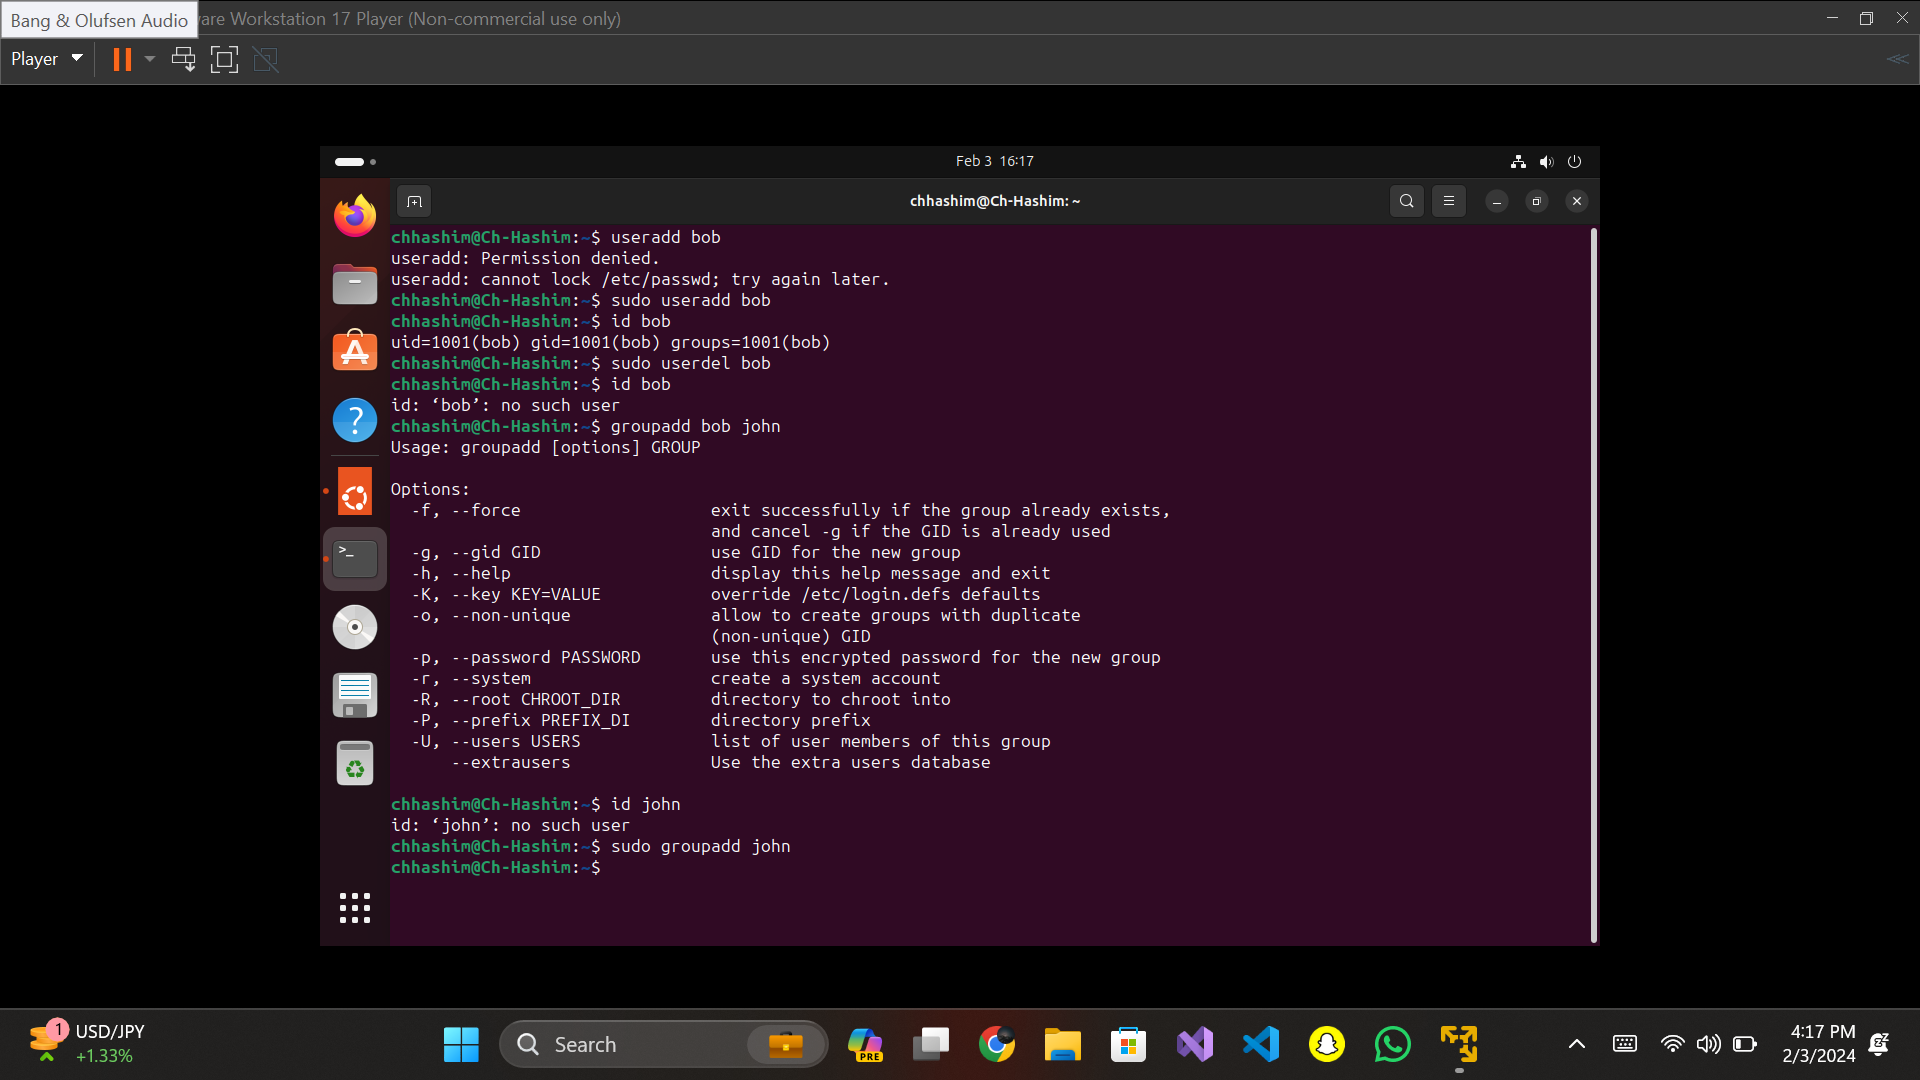 Bang & Olufsen Audio
are Workstation 17 Player (Non-commercial use only)
Player
Feb 3 16:17
chhashim@Ch-Hashim: ~
chhashim@Ch-Hashim:~$ useradd bob
useradd: Permission denied.
useradd: cannot lock /etc/passwd; try again later.
chhashim@Ch-Hashim:~$ sudo useradd bob
chhashim@Ch-Hashim:~$ id bob
uid=1001(bob) gid=1001(bob) groups=1001(bob)
chhashim@Ch-Hashim:~$ sudo userdel bob
chhashim@Ch-Hashim:~$ id bob
id: ‘bob’: no such user
chhashim@Ch-Hashim:~$ groupadd bob john
Usage: groupadd [options] GROUP
Options:
-f, --force exit successfully if the group already exists,
and cancel -g if the GID is already used
-g, --gid GID use GID for the new group
-h, --help display this help message and exit
-K, --key KEY=VALUE override /etc/login.defs defaults
-o, --non-unique allow to create groups with duplicate
(non-unique) GID
-p, --password PASSWORD use this encrypted password for the new group
-r, --system create a system account
-R, --root CHROOT_DIR directory to chroot into
-P, --prefix PREFIX_DI directory prefix
-U, --users USERS list of user members of this group
--extrausers Use the extra users database
chhashim@Ch-Hashim:~$ id john
id: ‘john’: no such user
chhashim@Ch-Hashim:~$ sudo groupadd john
chhashim@Ch-Hashim:~$
1
USD/JPY
+1.33%
Search
PRE
4:17 PM
2/3/2024